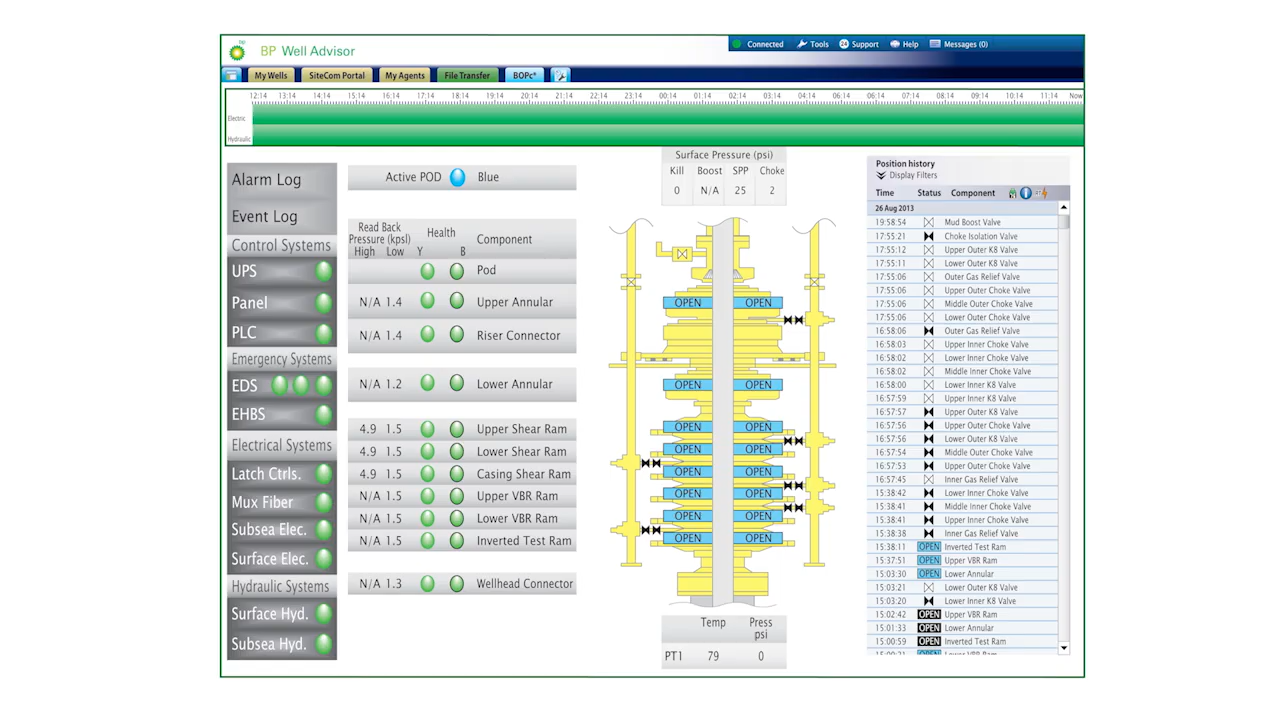 bp
BP Well Advisor
Connected Tools 24 Support Help Messages (0)
My Wells SiteCom Portal My Agents File Transfer BOPc*
12:14 13:14 14:14 15:14 16:14 17:14 18:14 19:14 20:14 21:14 22:14 23:14 00:14 01:14 02:14 03:14 04:14 05:14 06:14 07:14 08:14 09:14 10:14 11:14 Now
Electric
Hydraulic
Alarm Log
Event Log
Control Systems
UPS
Panel
PLC
Emergency Systems
EDS
EHBS
Electrical Systems
Latch Ctrls.
Mux Fiber
Subsea Elec.
Surface Elec.
Hydraulic Systems
Surface Hyd.
Subsea Hyd.
Active POD Blue
Read Back
Pressure (kpsl)
High Low
Health
Y B
Component
Pod
N/A 1.4 Upper Annular
N/A 1.4 Riser Connector
N/A 1.2 Lower Annular
4.9 1.5 Upper Shear Ram
4.9 1.5 Lower Shear Ram
4.9 1.5 Casing Shear Ram
N/A 1.5 Upper VBR Ram
N/A 1.5 Lower VBR Ram
N/A 1.5 Inverted Test Ram
N/A 1.3 Wellhead Connector
Surface Pressure (psi)
Kill Boost SPP Choke
0 N/A 25 2
OPEN OPEN
OPEN OPEN
OPEN OPEN
OPEN OPEN
OPEN OPEN
OPEN OPEN
OPEN OPEN
OPEN OPEN
Temp Press
psi
PT1 79 0
Position history
Display Filters
Time Status Component
26 Aug 2013
19:58:54 Mud Boost Valve
17:55:21 Choke Isolation Valve
17:55:12 Upper Outer K8 Valve
17:55:11 Lower Outer K8 Valve
17:55:06 Outer Gas Relief Valve
17:55:06 Upper Outer Choke Valve
17:55:06 Middle Outer Choke Valve
17:55:06 Lower Outer Choke Valve
16:58:06 Outer Gas Relief Valve
16:58:03 Upper Inner Choke Valve
16:58:02 Lower Inner Choke Valve
16:58:02 Middle Inner Choke Valve
16:58:00 Lower Inner K8 Valve
16:57:59 Upper Inner K8 Valve
16:57:57 Upper Outer K8 Valve
16:57:56 Upper Outer Choke Valve
16:57:56 Lower Outer K8 Valve
16:57:54 Middle Outer Choke Valve
16:57:53 Upper Outer Choke Valve
16:57:45 Inner Gas Relief Valve
15:38:42 Lower Inner Choke Valve
15:38:41 Middle Inner Choke Valve
15:38:41 Upper Inner Choke Valve
15:38:38 Inner Gas Relief Valve
15:38:11 OPEN Inverted Test Ram
15:37:51 OPEN Upper VBR Ram
15:03:30 OPEN Lower Annular
15:03:21 Lower Outer K8 Valve
15:03:20 Lower Inner K8 Valve
15:02:42 OPEN Upper VBR Ram
15:01:33 OPEN Lower Annular
15:00:59 OPEN Inverted Test Ram
15:00:21 OPEN Lower VBR Ram